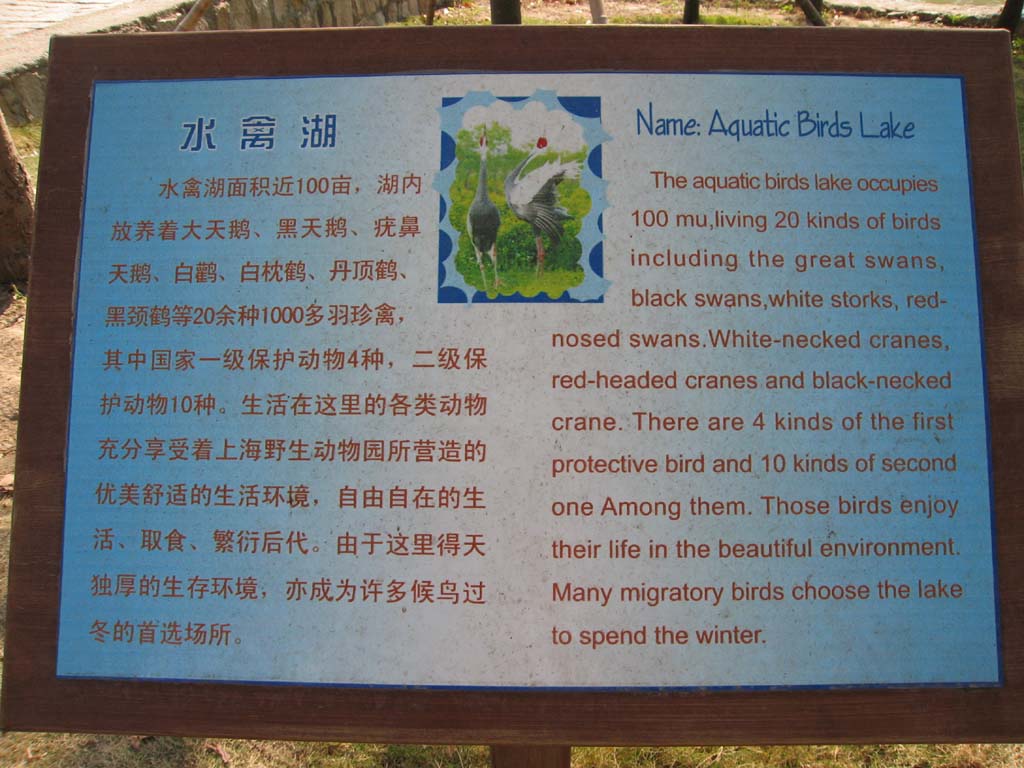 水禽湖
水禽湖面积近100亩，湖内
放养着大天鹅、黑天鹅、疣鼻
天鹅、白鹳、白枕鹤、丹顶鹤、
黑颈鹤等20余种1000多羽珍禽，
其中国家一级保护动物4种，二级保
护动物10种。生活在这里的各类动物
充分享受着上海野生动物园所营造的
优美舒适的生活环境，自由自在的生
活、取食、繁衍后代。由于这里得天
独厚的生存环境，亦成为许多候鸟过
冬的首选场所。
Name: Aquatic Birds Lake
The aquatic birds lake occupies
100 mu,living 20 kinds of birds
including the great swans,
black swans,white storks, red-
nosed swans.White-necked cranes,
red-headed cranes and black-necked
crane. There are 4 kinds of the first
protective bird and 10 kinds of second
one Among them. Those birds enjoy
their life in the beautiful environment.
Many migratory birds choose the lake
to spend the winter.